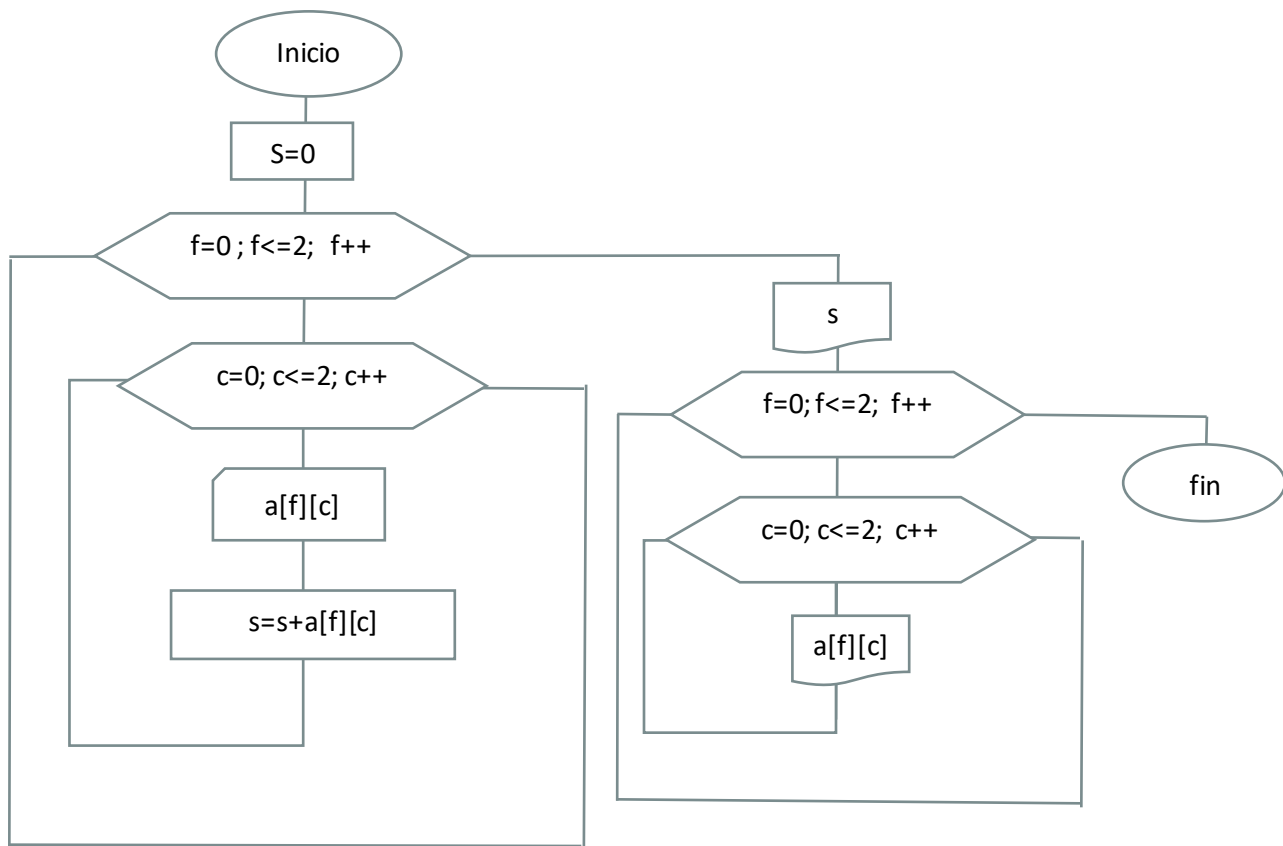 Inicio
S=0
f=0 ; f<=2; f++
c=0; c<=2; c++
a[f][c]
s=s+a[f][c]
s
f=0; f<=2; f++
c=0; c<=2; c++
a[f][c]
fin